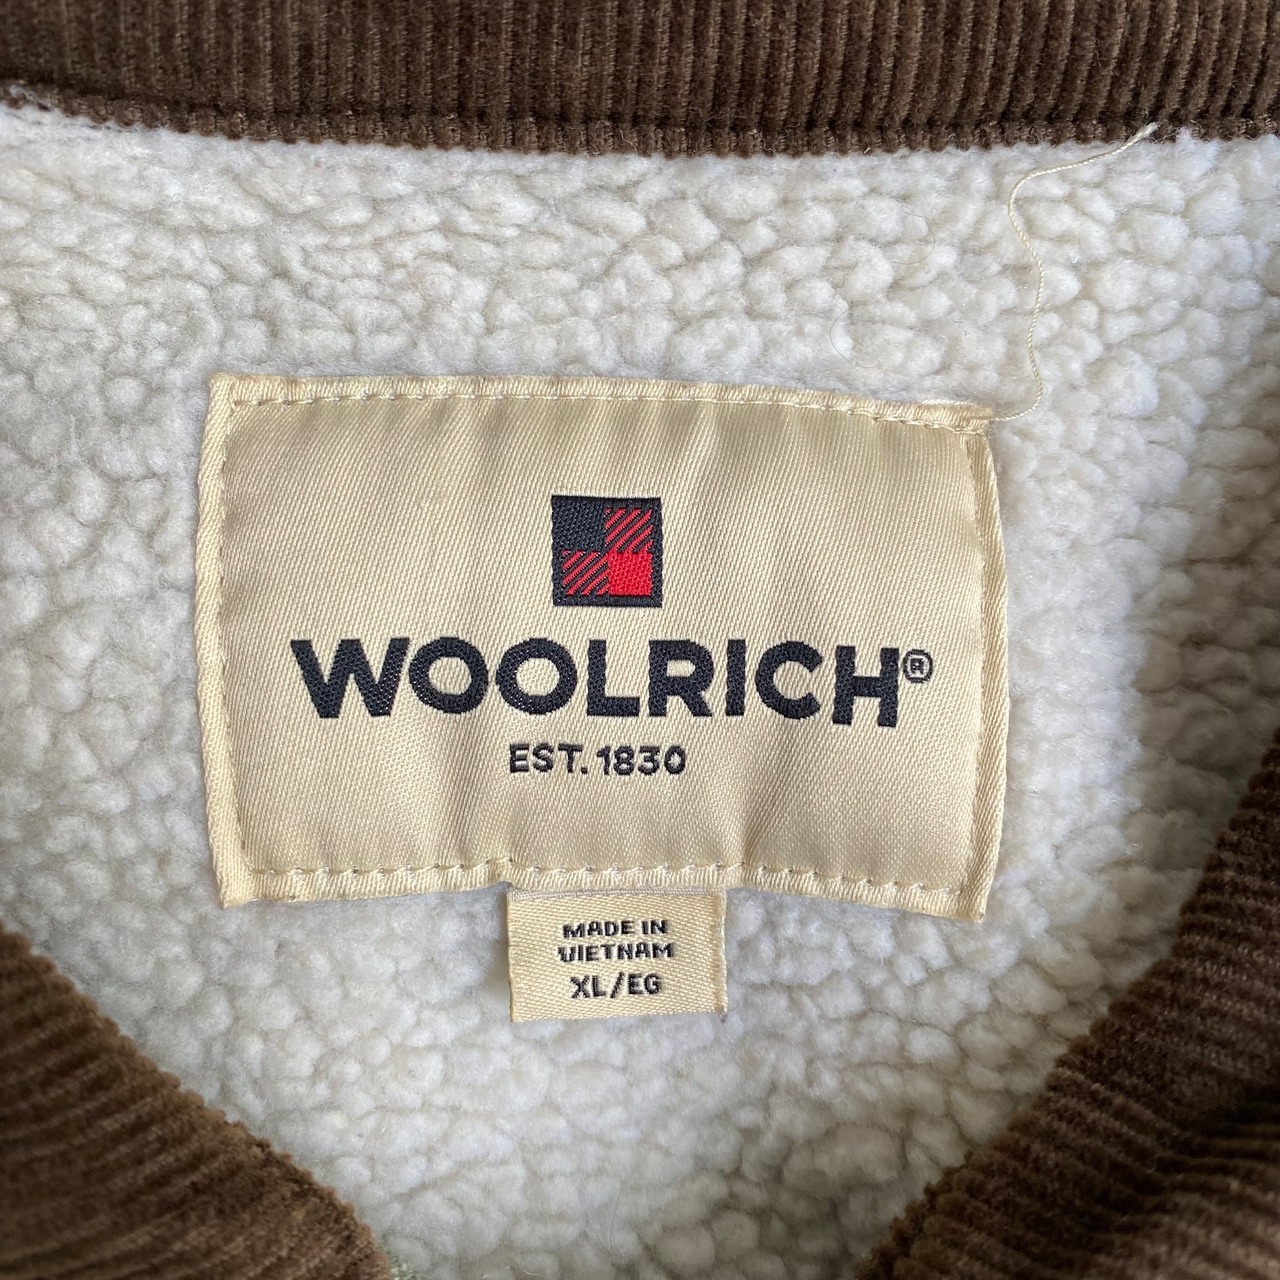 WOOLRICH®
EST. 1830
MADE IN
VIETNAM
XL/EG